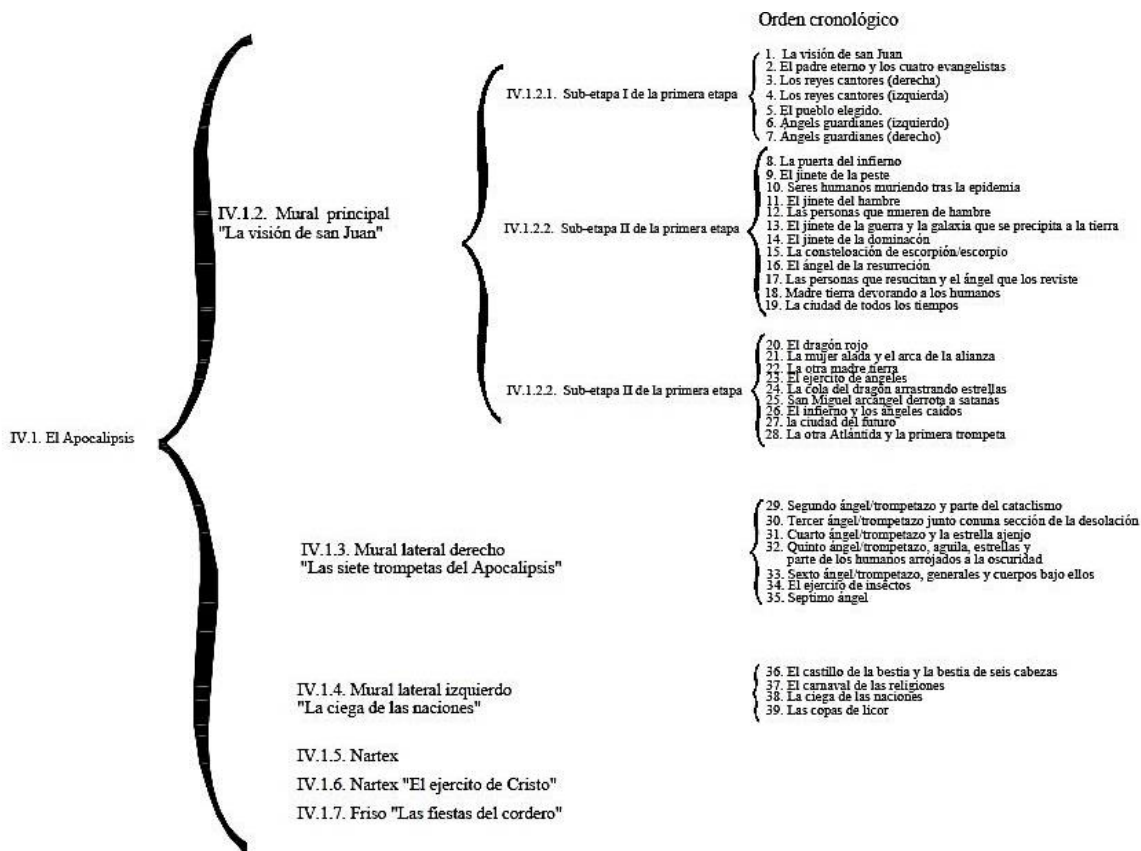 Orden cronológico
IV.1. El Apocalipsis
IV.1.2. Mural principal
"La visión de san Juan"
IV.1.2.1. Sub-etapa I de la primera etapa
1. La visión de san Juan
2. El padre eterno y los cuatro evangelistas
3. Los reyes cantores (derecha)
4. Los reyes cantores (izquierda)
5. El pueblo elegido.
6. Ángels guardianes (izquierdo)
7. Ángels guardianes (derecho)
IV.1.2.2. Sub-etapa II de la primera etapa
8. La puerta del infierno
9. El jinete de la peste
10. Seres humanos muriendo tras la epidemia
11. El jinete del hambre
12. Las personas que mueren de hambre
13. El jinete de la guerra y la galaxia que se precipita a la tierra
14. El jinete de la dominacón
15. La consteloación de escorpión/escorpio
16. El ángel de la resurreción
17. Las personas que resucitan y el ángel que los reviste
18. Madre tierra devorando a los humanos
19. La ciudad de todos los tiempos
IV.1.2.2. Sub-etapa II de la primera etapa
20. El dragón rojo
21. La mujer alada y el arca de la alianza
22. La otra madre tierra
23. El ejercito de ángeles
24. La cola del dragón arrastrando estrellas
25. San Miguel arcángel derrota a satanás
26. El infierno y los ángeles caídos
27. la ciudad del futuro
28. La otra Atlántida y la primera trompeta
IV.1.3. Mural lateral derecho
"Las siete trompetas del Apocalipsis"
29. Segundo ángel/trompetazo y parte del cataclismo
30. Tercer ángel/trompetazo junto conuna sección de la desolación
31. Cuarto ángel/trompetazo y la estrella ajenjo
32. Quinto ángel/trompetazo, aguila, estrellas y
parte de los humanos arrojados a la oscuridad
33. Sexto ángel/trompetazo, generales y cuerpos bajo ellos
34. El ejercito de insectos
35. Septimo ángel
IV.1.4. Mural lateral izquierdo
"La ciega de las naciones"
36. El castillo de la bestia y la bestia de seis cabezas
37. El carnaval de las religiones
38. La ciega de las naciones
39. Las copas de licor
IV.1.5. Nartex
IV.1.6. Nartex "El ejercito de Cristo"
IV.1.7. Friso "Las fiestas del cordero"